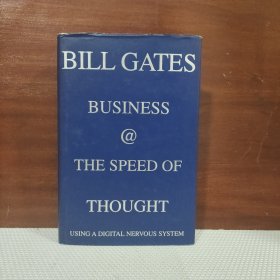 BILL GATES
BUSINESS
@
THE SPEED OF
THOUGHT
USING A DIGITAL NERVOUS SYSTEM